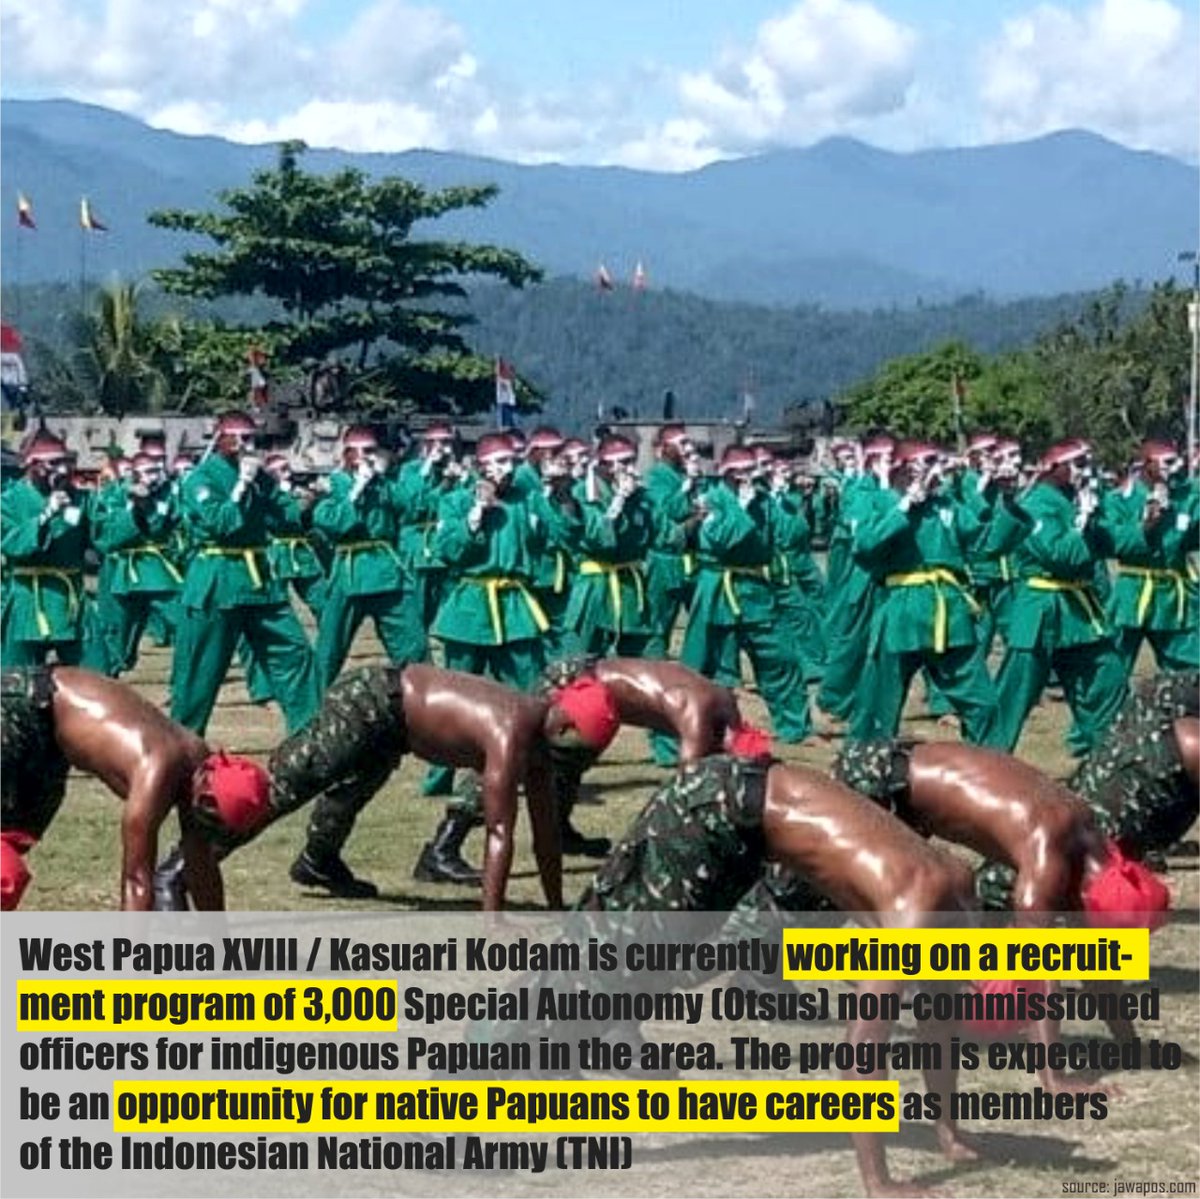 West Papua XVIII / Kasuari Kodam is currently working on a recruit-
ment program of 3,000 Special Autonomy (Otsus) non-commissioned
officers for indigenous Papuan in the area. The program is expected to
be an opportunity for native Papuans to have careers as members
of the Indonesian National Army (TNI)
source: jawapos.com